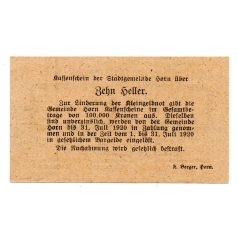 Kassenschein der Stadtgemeinde Horn über
Zehn Heller.
Zur Linderung der Kleingeldnot gibt die
Gemeinde Horn Kassenscheine im Gesamtbe-
trage von 100.000 Kronen aus. Dieselben
sind unverzinslich, werden von der Gemeinde
Horn bis 31. Juli 1920 in Zahlung genom-
men und in der Zeit vom 1. bis 31. Juli 1920
in gesetzlichem Bargelde eingelöst.
Die Nachahmung wird gesetzlich bestraft.
F. Berger, Horn.